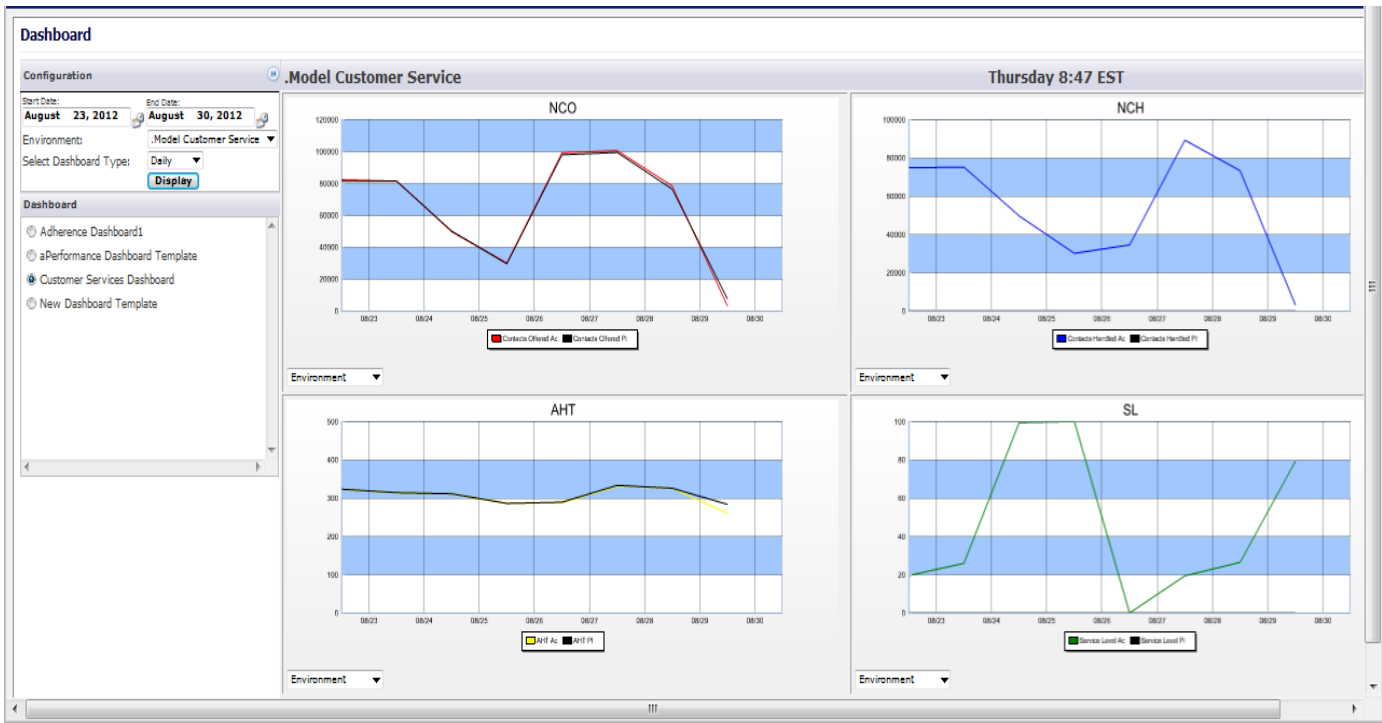 Dashboard
Configuration
.Model Customer Service
Thursday 8:47 EST
Start Date:
End Date:
August 23, 2012
August 30, 2012
Environment:
.Model Customer Service
Select Dashboard Type:
Daily
Display
Dashboard
Adherence Dashboard1
aPerformance Dashboard Template
Customer Services Dashboard
New Dashboard Template
NCO
120000
100000
80000
60000
40000
20000
0
08/23 08/24 08/25 08/26 08/27 08/28 08/29 08/30
Contacts Offered Ac Contacts Offered Pl
Environment
NCH
100000
80000
60000
40000
20000
0
08/23 08/24 08/25 08/26 08/27 08/28 08/29 08/30
Contacts Handled Ac Contacts Handled Pl
Environment
AHT
500
400
300
200
100
0
08/23 08/24 08/25 08/26 08/27 08/28 08/29 08/30
AHT Ac AHT Pl
Environment
SL
100
80
60
40
20
0
08/23 08/24 08/25 08/26 08/27 08/28 08/29 08/30
Service Level Ac Service Level Pl
Environment